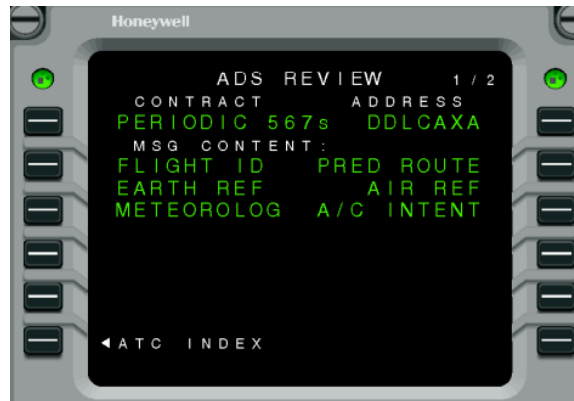 Honeywell
ADS REVIEW 1/2
CONTRACT ADDRESS
PERIODIC 567s DDLCAXA
MSG CONTENT:
FLIGHT ID PRED ROUTE
EARTH REF AIR REF
METEOROLOG A/C INTENT
◀ATC INDEX